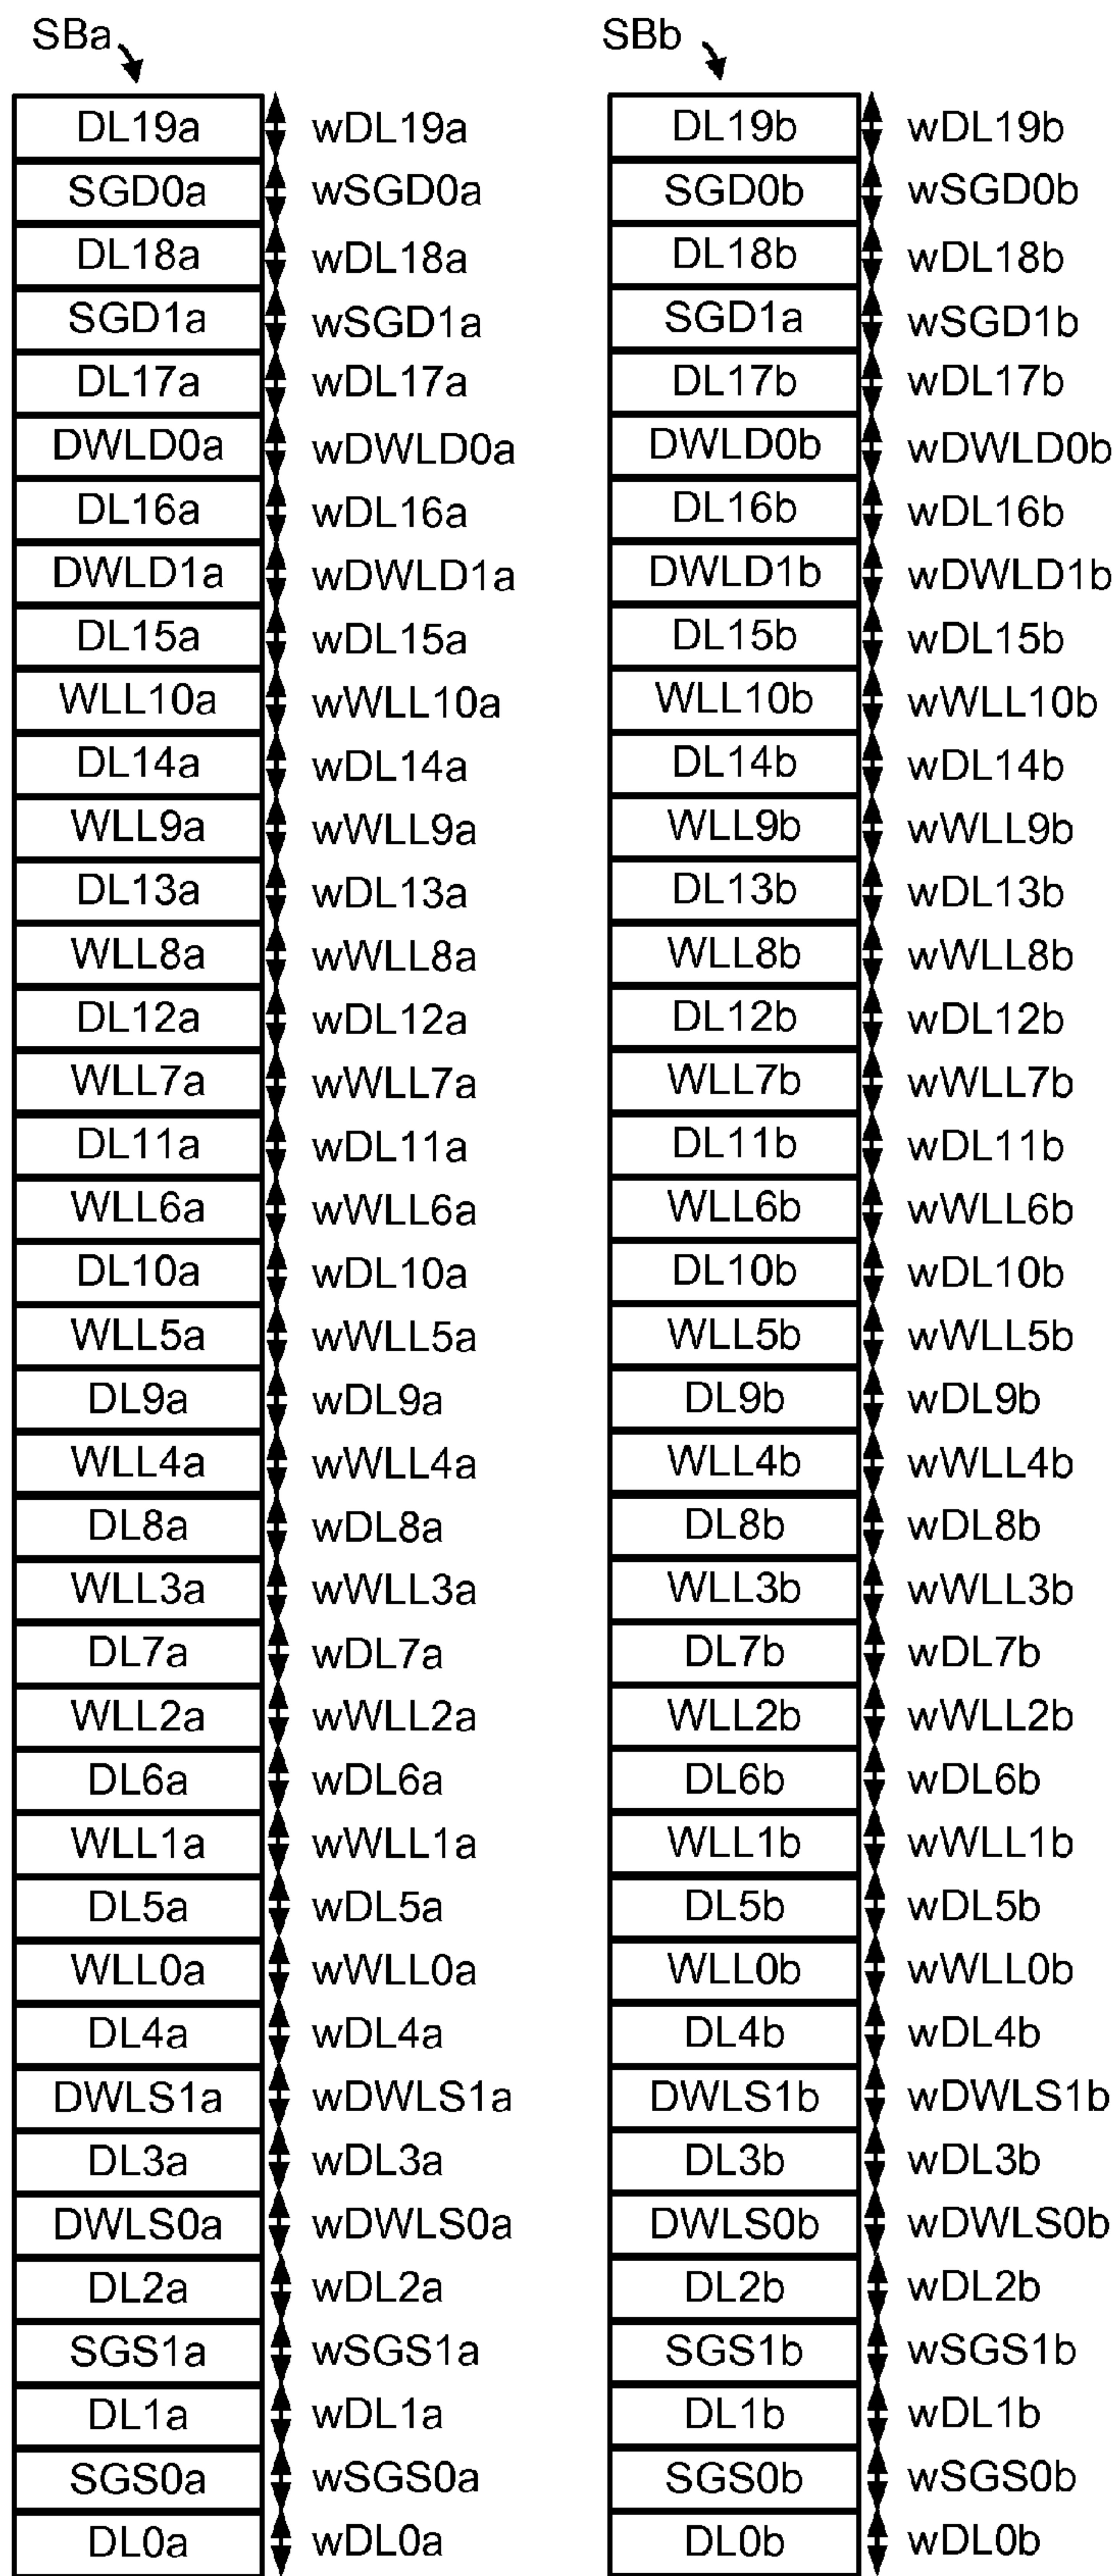 SBa SBb
DL19a wDL19a DL19b wDL19b
SGD0a wSGD0a SGD0b wSGD0b
DL18a wDL18a DL18b wDL18b
SGD1a wSGD1a SGD1a wSGD1b
DL17a wDL17a DL17b wDL17b
DWLD0a wDWLD0a DWLD0b wDWLD0b
DL16a wDL16a DL16b wDL16b
DWLD1a wDWLD1a DWLD1b wDWLD1b
DL15a wDL15a DL15b wDL15b
WLL10a wWLL10a WLL10b wWLL10b
DL14a wDL14a DL14b wDL14b
WLL9a wWLL9a WLL9b wWLL9b
DL13a wDL13a DL13b wDL13b
WLL8a wWLL8a WLL8b wWLL8b
DL12a wDL12a DL12b wDL12b
WLL7a wWLL7a WLL7b wWLL7b
DL11a wDL11a DL11b wDL11b
WLL6a wWLL6a WLL6b wWLL6b
DL10a wDL10a DL10b wDL10b
WLL5a wWLL5a WLL5b wWLL5b
DL9a wDL9a DL9b wDL9b
WLL4a wWLL4a WLL4b wWLL4b
DL8a wDL8a DL8b wDL8b
WLL3a wWLL3a WLL3b wWLL3b
DL7a wDL7a DL7b wDL7b
WLL2a wWLL2a WLL2b wWLL2b
DL6a wDL6a DL6b wDL6b
WLL1a wWLL1a WLL1b wWLL1b
DL5a wDL5a DL5b wDL5b
WLL0a wWLL0a WLL0b wWLL0b
DL4a wDL4a DL4b wDL4b
DWLS1a wDWLS1a DWLS1b wDWLS1b
DL3a wDL3a DL3b wDL3b
DWLS0a wDWLS0a DWLS0b wDWLS0b
DL2a wDL2a DL2b wDL2b
SGS1a wSGS1a SGS1b wSGS1b
DL1a wDL1a DL1b wDL1b
SGS0a wSGS0a SGS0b wSGS0b
DL0a wDL0a DL0b wDL0b